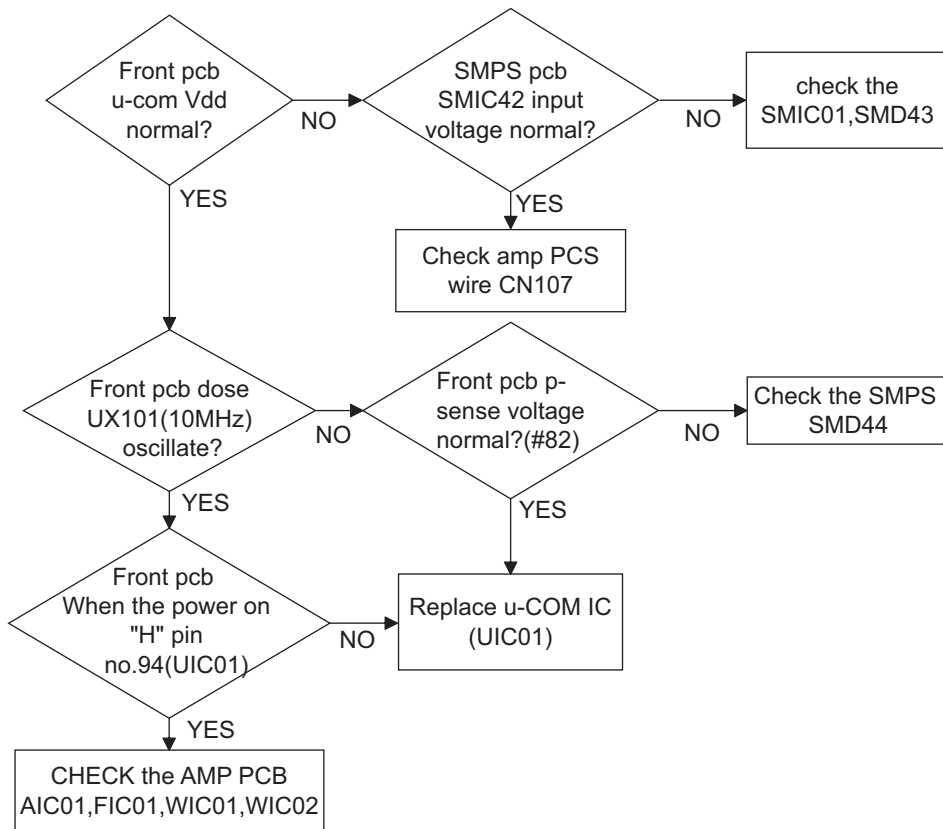 Front pcb
u-com Vdd
normal?
NO
SMPS pcb
SMIC42 input
voltage normal?
NO
check the
SMIC01,SMD43
YES
YES
Check amp PCS
wire CN107
Front pcb dose
UX101(10MHz)
oscillate?
NO
Front pcb p-
sense voltage
normal?(#82)
NO
Check the SMPS
SMD44
YES
YES
Front pcb
When the power on
"H" pin
no.94(UIC01)
NO
Replace u-COM IC
(UIC01)
YES
CHECK the AMP PCB
AIC01,FIC01,WIC01,WIC02